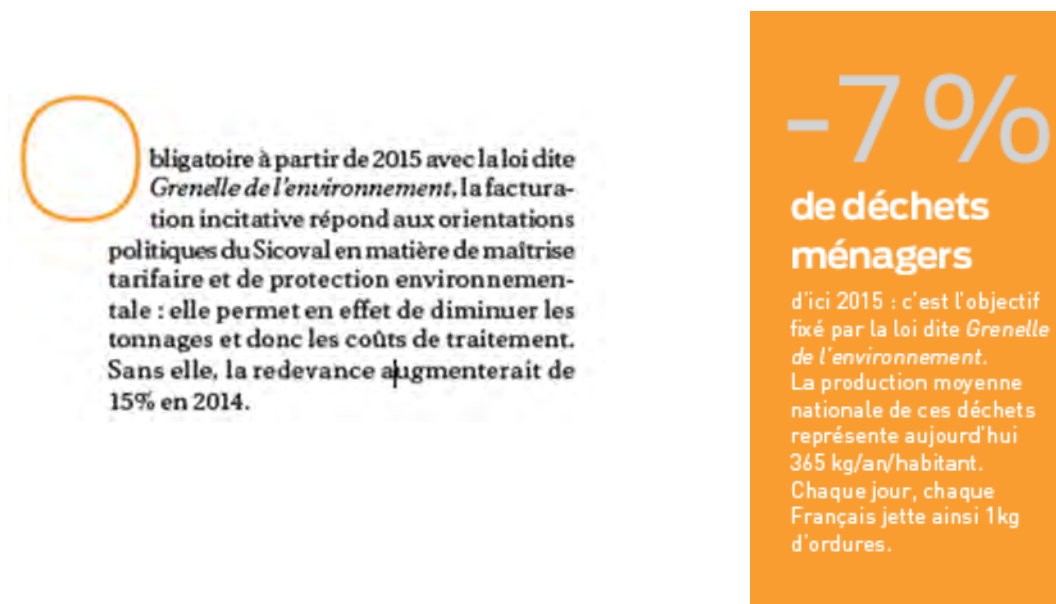 Obligatoire à partir de 2015 avec la loi dite
Grenelle de l'environnement, la factura-
tion incitative répond aux orientations
politiques du Sicoval en matière de maîtrise
tarifaire et de protection environnemen-
tale : elle permet en effet de diminuer les
tonnages et donc les coûts de traitement.
Sans elle, la redevance augmenterait de
15% en 2014.
-7 %
de déchets
ménagers
d'ici 2015 : c'est l'objectif
fixé par la loi dite Grenelle
de l'environnement.
La production moyenne
nationale de ces déchets
représente aujourd'hui
365 kg/an/habitant.
Chaque jour, chaque
Français jette ainsi 1kg
d'ordures.